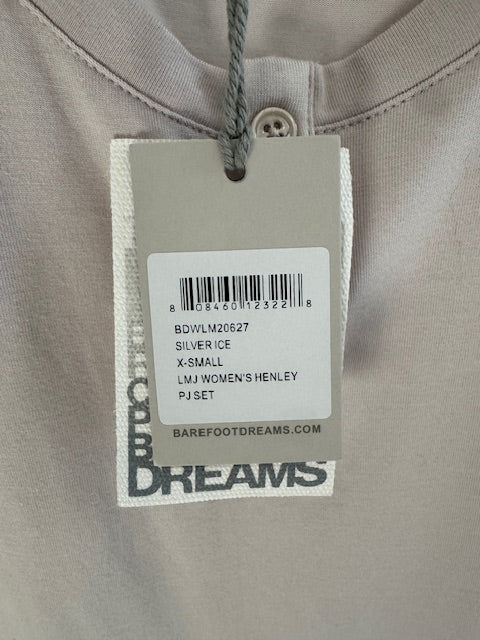 8 08460 12322 8
BDWLM20627
SILVER ICE
X-SMALL
LMJ WOMEN'S HENLEY
PJ SET
BAREFOOTDREAMS.COM
DREAMS